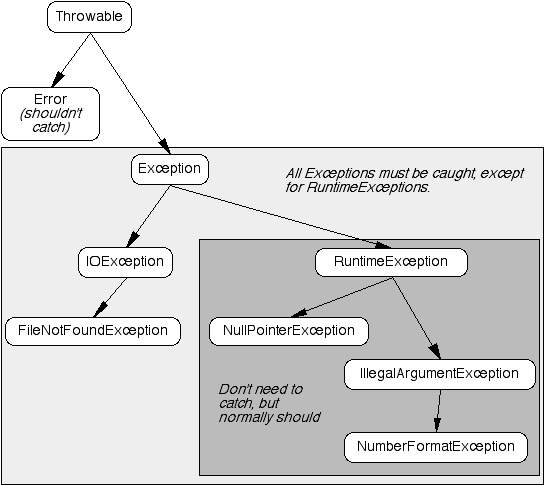 Throwable
Error
(shouldn't
catch)
Exception
All Exceptions must be caught, except
for RuntimeExceptions.
IOException
RuntimeException
FileNotFoundException
NullPointerException
IllegalArgumentException
Don't need to
catch, but
normally should
NumberFormatException